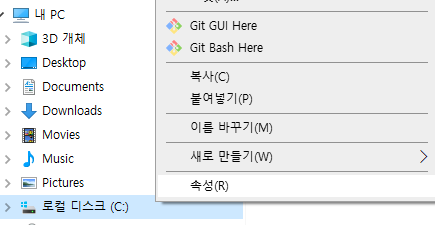 내 PC
3D 개체
Desktop
Documents
Downloads
Movies
Music
Pictures
로컬 디스크 (C:)
Git GUI Here
Git Bash Here
복사(C)
붙여넣기(P)
이름 바꾸기(M)
새로 만들기(W)
속성(R)